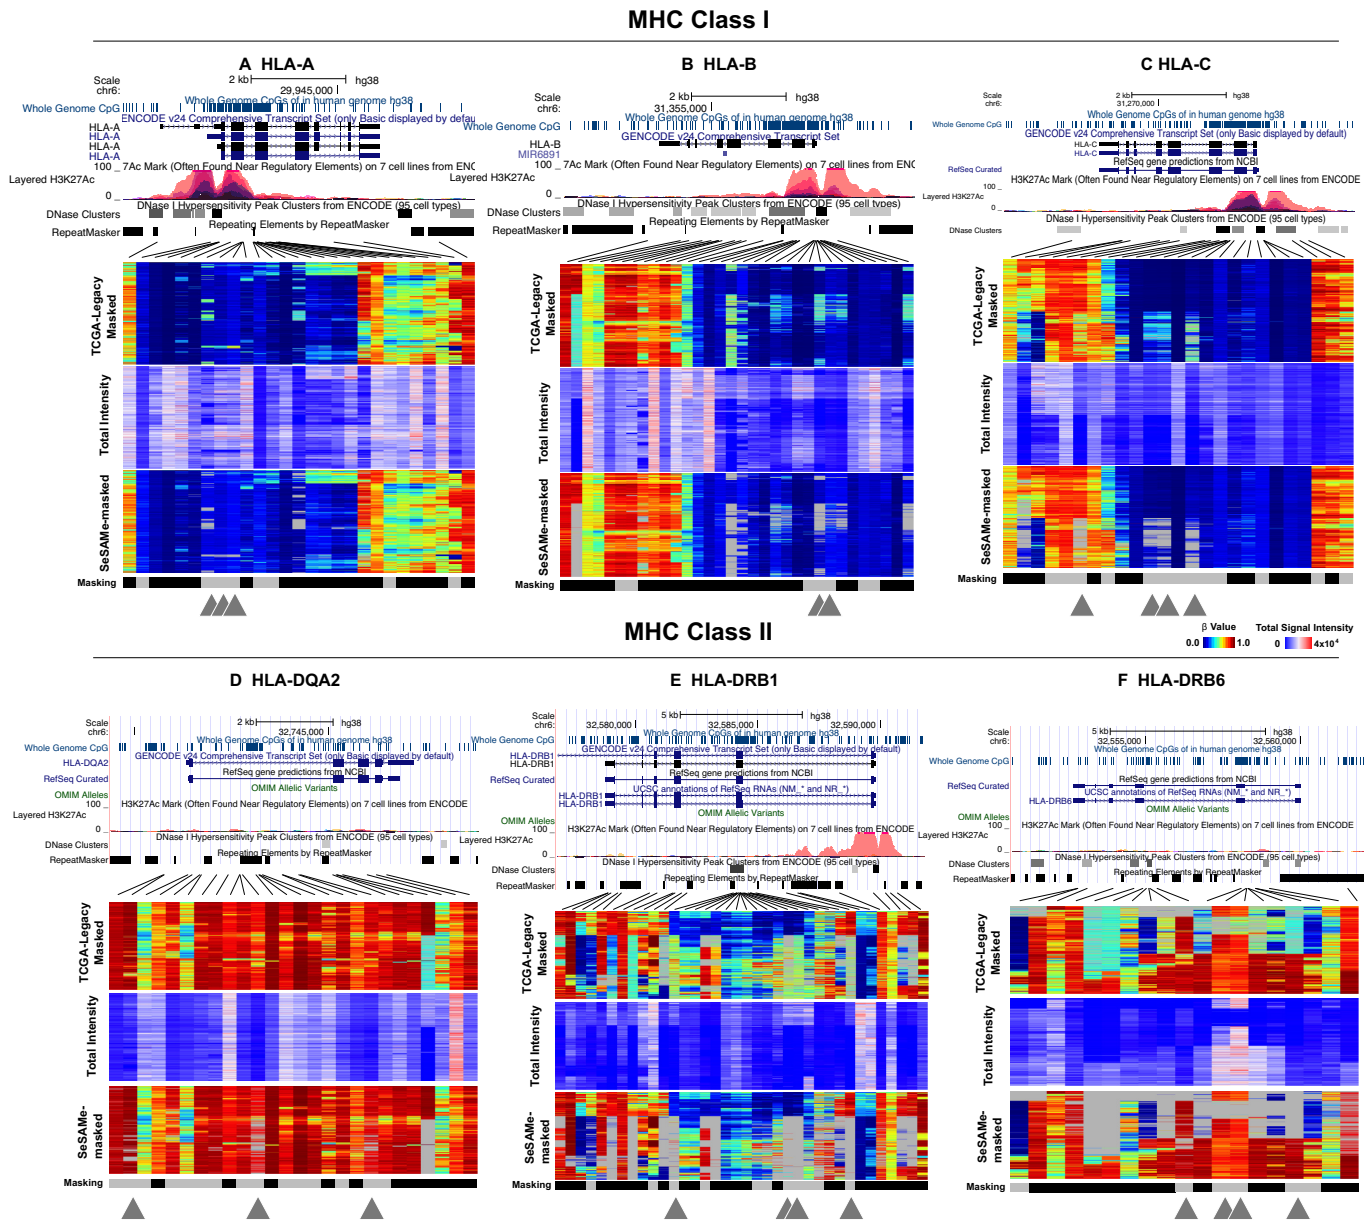 MHC Class I
A HLA-A
Scale
2 kb
hg38
chr6:
29,945,000
Whole Genome CpGs of in human genome hg38
Whole Genome CpG
ENCODE v24 Comprehensive Transcript Set (only Basic displayed by defau
HLA-A
HLA-A
HLA-A
HLA-A
100
7Ac Mark (Often Found Near Regulatory Elements) on 7 cell lines from ENC
Layered H3K27Ac
0
DNase I Hypersensitivity Peak Clusters from ENCODE (95 cell types)
DNase Clusters
Repeating Elements by RepeatMasker
RepeatMasker
TCGA-Legacy
Masked
Total Intensity
SeSAMe-masked
Masking
B HLA-B
Scale
2 kb
hg38
chr6:
31,355,000
Whole Genome CpGs of in human genome hg38
Whole Genome CpG
GENCODE v24 Comprehensive Transcript Set
HLA-B
MIR6891
100
7Ac Mark (Often Found Near Regulatory Elements) on 7 cell lines from ENC
Layered H3K27Ac
0
DNase I Hypersensitivity Peak Clusters from ENCODE (95 cell types)
DNase Clusters
Repeating Elements by RepeatMasker
RepeatMasker
TCGA-Legacy
Masked
Total Intensity
SeSAMe-masked
Masking
C HLA-C
Scale
2 kb
hg38
chr6:
31,270,000
Whole Genome CpGs of in human genome hg38
Whole Genome CpG
GENCODE v24 Comprehensive Transcript Set (only Basic displayed by default)
HLA-C
HLA-C
RefSeq gene predictions from NCBI
RefSeq Curated
H3K27Ac Mark (Often Found Near Regulatory Elements) on 7 cell lines from ENCODE
100
Layered H3K27Ac
0
DNase I Hypersensitivity Peak Clusters from ENCODE (95 cell types)
DNase Clusters
TCGA-Legacy
Masked
Total Intensity
SeSAMe-masked
Masking
β Value
0.0
1.0
Total Signal Intensity
0
4x10⁴
MHC Class II
D HLA-DQA2
Scale
2 kb
hg38
chr6:
32,745,000
Whole Genome CpGs of in human genome hg38
Whole Genome CpG
GENCODE v24 Comprehensive Transcript Set (only Basic displayed by default)
HLA-DQA2
RefSeq gene predictions from NCBI
RefSeq Curated
OMIM Allelic Variants
OMIM Alleles
100
H3K27Ac Mark (Often Found Near Regulatory Elements) on 7 cell lines from ENCODE
Layered H3K27Ac
0
DNase I Hypersensitivity Peak Clusters from ENCODE (95 cell types)
DNase Clusters
Repeating Elements by RepeatMasker
RepeatMasker
TCGA-Legacy
Masked
Total Intensity
SeSAMe-
masked
Masking
E HLA-DRB1
Scale
5 kb
hg38
chr6:
32,580,000
32,585,000
32,590,000
Whole Genome CpGs of in human genome hg38
Whole Genome CpG
GENCODE v24 Comprehensive Transcript Set (only Basic displayed by default)
HLA-DRB1
HLA-DRB1
RefSeq gene predictions from NCBI
RefSeq Curated
UCSC annotations of RefSeq RNAs (NM_* and NR_*)
HLA-DRB1
HLA-DRB1
OMIM Allelic Variants
OMIM Alleles
100
H3K27Ac Mark (Often Found Near Regulatory Elements) on 7 cell lines from ENCODE
Layered H3K27Ac
0
DNase I Hypersensitivity Peak Clusters from ENCODE (95 cell types)
DNase Clusters
Repeating Elements by RepeatMasker
RepeatMasker
TCGA-Legacy
Masked
Total Intensity
SeSAMe-
masked
Masking
F HLA-DRB6
Scale
5 kb
hg38
chr6:
32,555,000
32,560,000
Whole Genome CpGs of in human genome hg38
Whole Genome CpG
RefSeq gene predictions from NCBI
RefSeq Curated
UCSC annotations of RefSeq RNAs (NM_* and NR_*)
HLA-DRB6
OMIM Allelic Variants
OMIM Alleles
100
H3K27Ac Mark (Often Found Near Regulatory Elements) on 7 cell lines from ENCODE
Layered H3K27Ac
0
DNase I Hypersensitivity Peak Clusters from ENCODE (95 cell types)
DNase Clusters
Repeating Elements by RepeatMasker
RepeatMasker
TCGA-Legacy
Masked
Total Intensity
SeSAMe-
masked
Masking